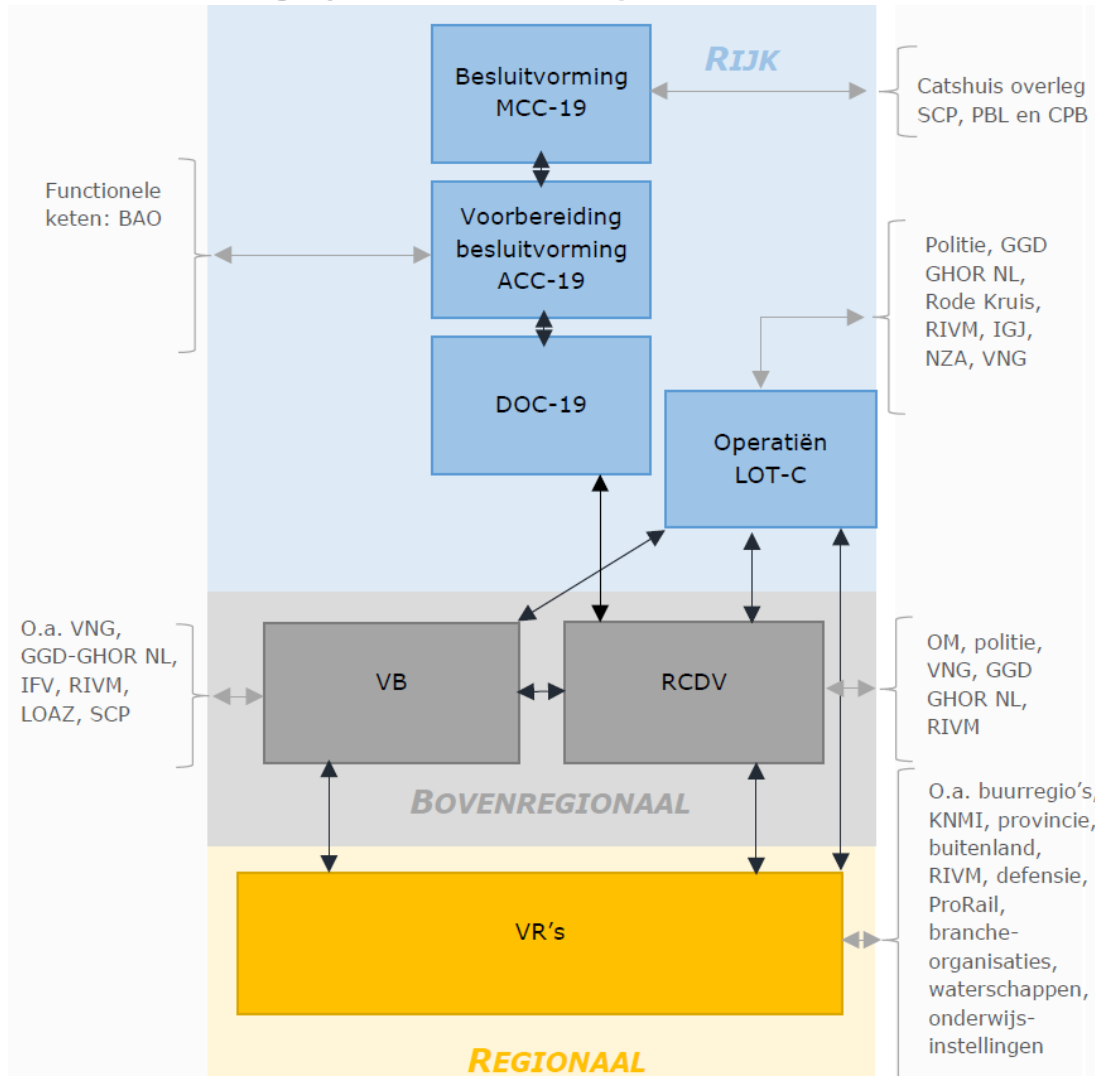 RIJK
Besluitvorming
MCC-19
Catshuis overleg
SCP, PBL en CPB
Functionele
keten: BAO
Voorbereiding
besluitvorming
ACC-19
Politie, GGD
GHOR NL,
Rode Kruis,
RIVM, IGJ,
NZA, VNG
DOC-19
Operatiën
LOT-C
O.a. VNG,
GGD-GHOR NL,
IFV, RIVM,
LOAZ, SCP
VB
RCDV
OM, politie,
VNG, GGD
GHOR NL,
RIVM
BOVENREGIONAAL
O.a. buurregio's,
KNMI, provincie,
buitenland,
RIVM, defensie,
ProRail,
branche-
organisaties,
waterschappen,
onderwijs-
instellingen
VR's
REGIONAAL